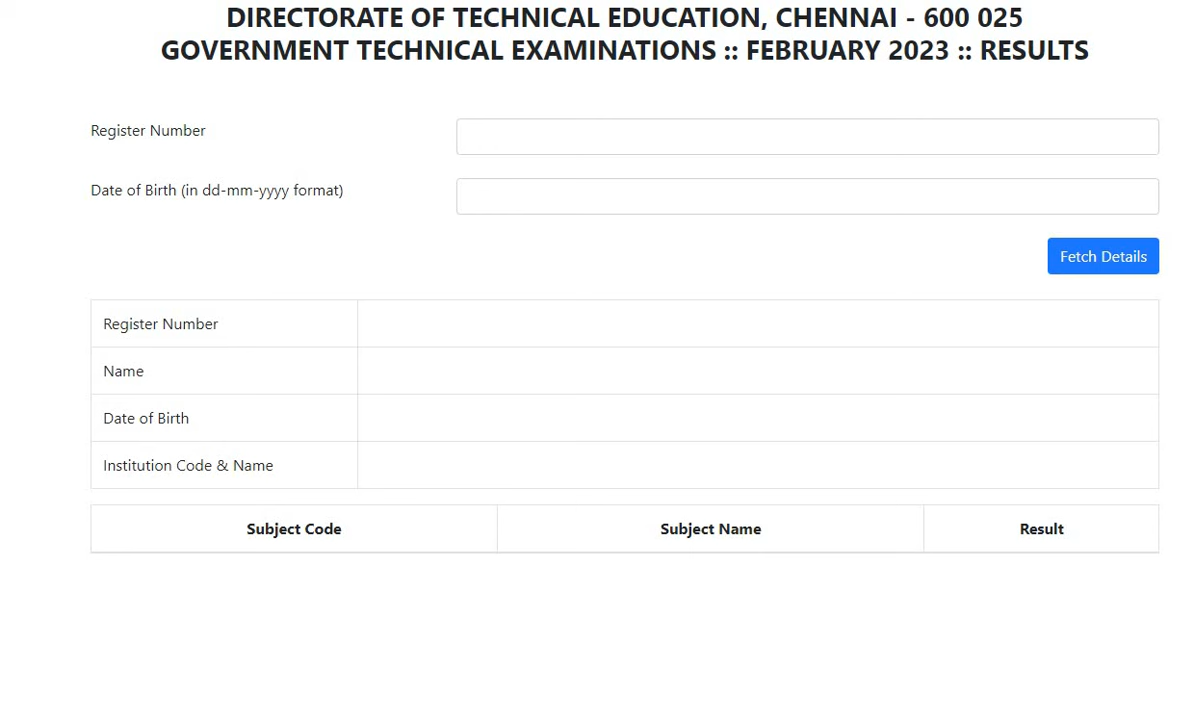 DIRECTORATE OF TECHNICAL EDUCATION, CHENNAI - 600 025
GOVERNMENT TECHNICAL EXAMINATIONS :: FEBRUARY 2023 :: RESULTS
Register Number
Date of Birth (in dd-mm-yyyy format)
Fetch Details
Register Number
Name
Date of Birth
Institution Code & Name
Subject Code Subject Name Result